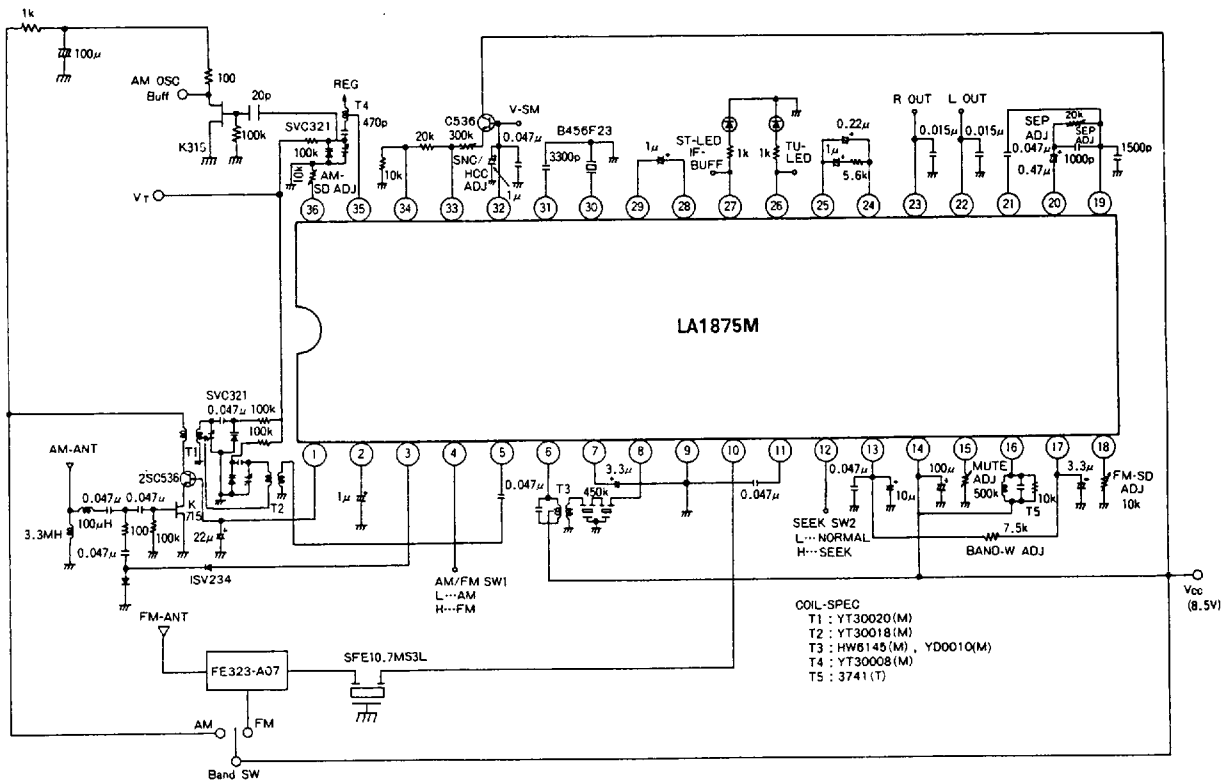 1k
100μ
AM OSC
Buff
100
20p
100k
K315
REG
T4
470p
SVC321
100k
10k
AM-
SD ADJ
VT
C536
V-SM
20k
300k
0.047μ
10k
SNC/
HCC
ADJ
1μ
B456F23
3300p
1μ
ST-LED
IF-
BUFF
1k
1k
TU-
LED
0.22μ
1μ
5.6k
R OUT
L OUT
0.015μ
0.015μ
SEP
ADJ
0.047μ
20k
SEP
ADJ
1000p
0.47μ
1500p
36 35 34 33 32 31 30 29 28 27 26 25 24 23 22 21 20 19
LA1875M
1 2 3 4 5 6 7 8 9 10 11 12 13 14 15 16 17 18
SVC321
0.047μ
100k
100k
AM-ANT
T1
2SC536
T2
0.047μ
0.047μ
100μH
K
715
3.3MH
100
100k
22μ
0.047μ
ISV234
1μ
AM/FM SW1
L…AM
H…FM
0.047μ
T3
450k
3.3μ
0.047μ
SEEK SW2
L…NORMAL
H…SEEK
0.047μ
10μ
100μ
MUTE
ADJ
500k
10k
T5
3.3μ
FM-SD
ADJ
10k
7.5k
BAND-W ADJ
Vcc
(8.5V)
FM-ANT
FE323-A07
SFE10.7MS3L
AM
FM
Band SW
COIL-SPEC
T1 : YT30020(M)
T2 : YT30018(M)
T3 : HW6145(M) , YD0010(M)
T4 : YT30008(M)
T5 : 3741(T)